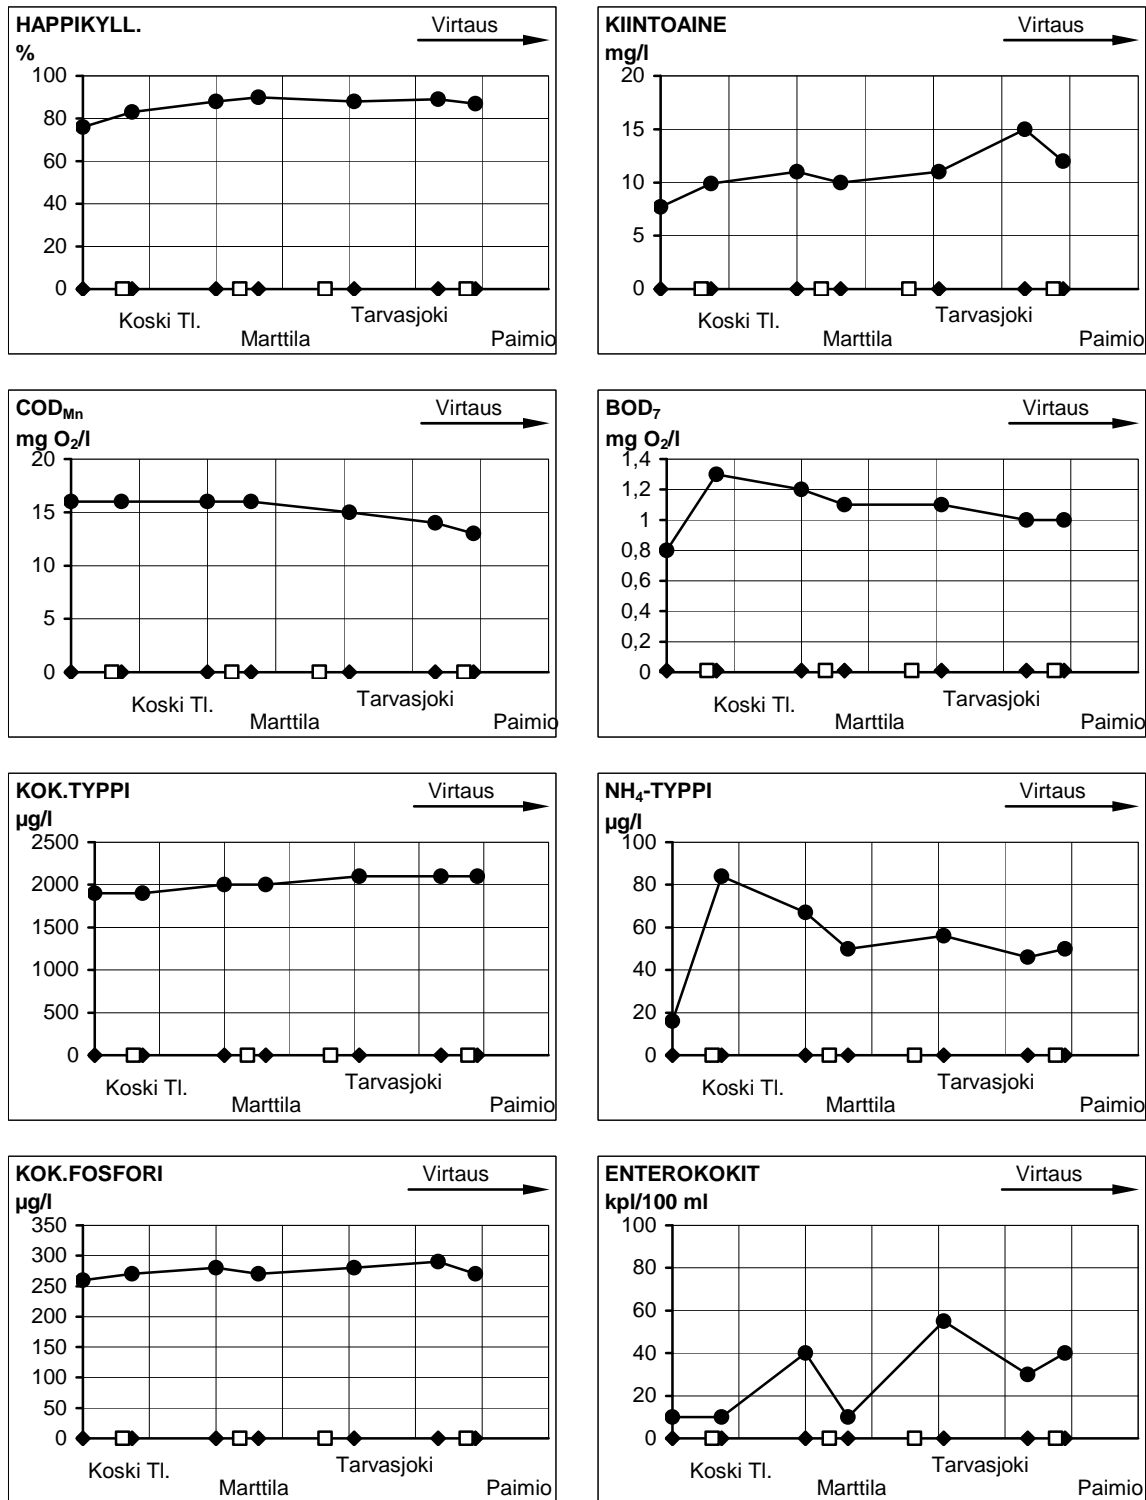 HAPPIKYLL.
Virtaus
%
100
80
60
40
20
0
Koski Tl.
Tarvasjoki
Marttila
Paimio
KIINTOAINE
Virtaus
mg/l
20
15
10
5
0
Koski Tl.
Tarvasjoki
Marttila
Paimio
COD₍Mn₎
Virtaus
mg O₂/l
20
15
10
5
0
Koski Tl.
Tarvasjoki
Marttila
Paimio
BOD₇
Virtaus
mg O₂/l
1,4
1,2
1
0,8
0,6
0,4
0,2
0
Koski Tl.
Tarvasjoki
Marttila
Paimio
KOK.TYPPI
Virtaus
µg/l
2500
2000
1500
1000
500
0
Koski Tl.
Tarvasjoki
Marttila
Paimio
NH₄-TYPPI
Virtaus
µg/l
100
80
60
40
20
0
Koski Tl.
Tarvasjoki
Marttila
Paimio
KOK.FOSFORI
Virtaus
µg/l
350
300
250
200
150
100
50
0
Koski Tl.
Tarvasjoki
Marttila
Paimio
ENTEROKOKIT
Virtaus
kpl/100 ml
100
80
60
40
20
0
Koski Tl.
Tarvasjoki
Marttila
Paimio